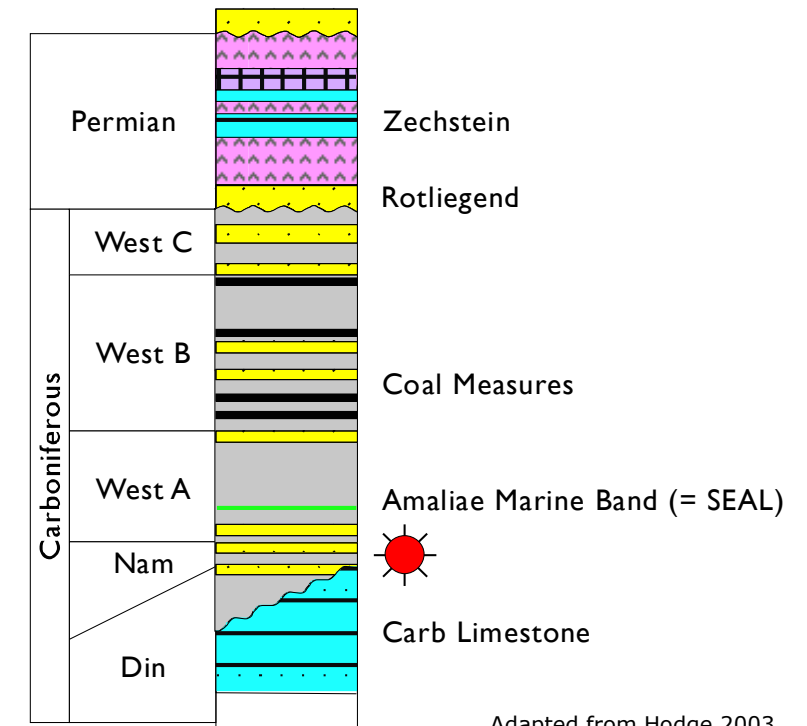 Permian
Zechstein
Rotliegend
West C
West B
Coal Measures
Carboniferous
West A
Amaliae Marine Band (= SEAL)
Nam
Carb Limestone
Din
Adapted from Hodge 2003